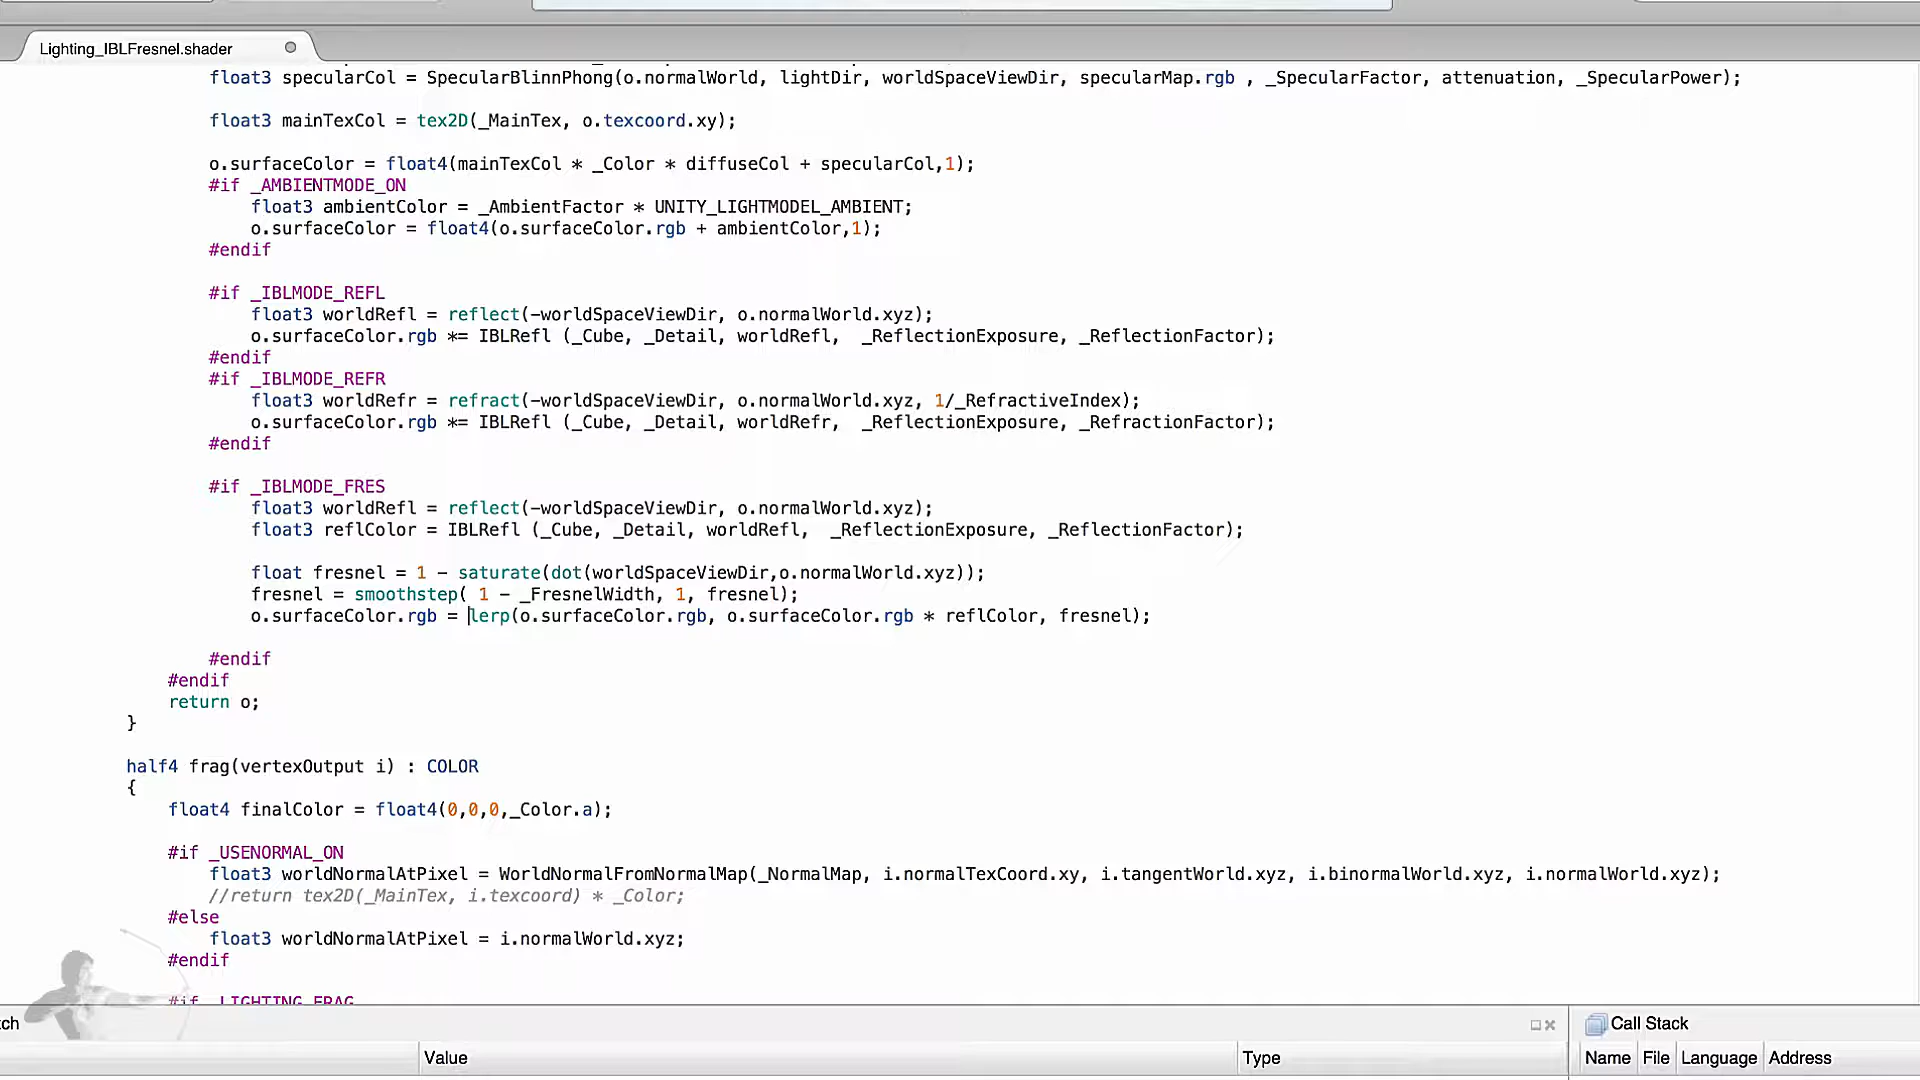 Lighting_IBLFresnel.shader
float3 specularCol = SpecularBlinnPhong(o.normalWorld, lightDir, worldSpaceViewDir, specularMap.rgb , _SpecularFactor, attenuation, _SpecularPower);
float3 mainTexCol = tex2D(_MainTex, o.texcoord.xy);
o.surfaceColor = float4(mainTexCol * _Color * diffuseCol + specularCol,1);
#if _AMBIENTMODE_ON
float3 ambientColor = _AmbientFactor * UNITY_LIGHTMODEL_AMBIENT;
o.surfaceColor = float4(o.surfaceColor.rgb + ambientColor,1);
#endif
#if _IBLMODE_REFL
float3 worldRefl = reflect(-worldSpaceViewDir, o.normalWorld.xyz);
o.surfaceColor.rgb *= IBLRefl (_Cube, _Detail, worldRefl,  _ReflectionExposure, _ReflectionFactor);
#endif
#if _IBLMODE_REFR
float3 worldRefr = refract(-worldSpaceViewDir, o.normalWorld.xyz, 1/_RefractiveIndex);
o.surfaceColor.rgb *= IBLRefl (_Cube, _Detail, worldRefr,  _ReflectionExposure, _RefractionFactor);
#endif
#if _IBLMODE_FRES
float3 worldRefl = reflect(-worldSpaceViewDir, o.normalWorld.xyz);
float3 reflColor = IBLRefl (_Cube, _Detail, worldRefl,  _ReflectionExposure, _ReflectionFactor);
float fresnel = 1 - saturate(dot(worldSpaceViewDir,o.normalWorld.xyz));
fresnel = smoothstep( 1 - _FresnelWidth, 1, fresnel);
o.surfaceColor.rgb = lerp(o.surfaceColor.rgb, o.surfaceColor.rgb * reflColor, fresnel);
#endif
#endif
return o;
}
half4 frag(vertexOutput i) : COLOR
{
float4 finalColor = float4(0,0,0,_Color.a);
#if _USENORMAL_ON
float3 worldNormalAtPixel = WorldNormalFromNormalMap(_NormalMap, i.normalTexCoord.xy, i.tangentWorld.xyz, i.binormalWorld.xyz, i.normalWorld.xyz);
//return tex2D(_MainTex, i.texcoord) * _Color;
#else
float3 worldNormalAtPixel = i.normalWorld.xyz;
#endif
#if _LIGHTING_FRAG
tch
Call Stack
Value Type Name File Language Address